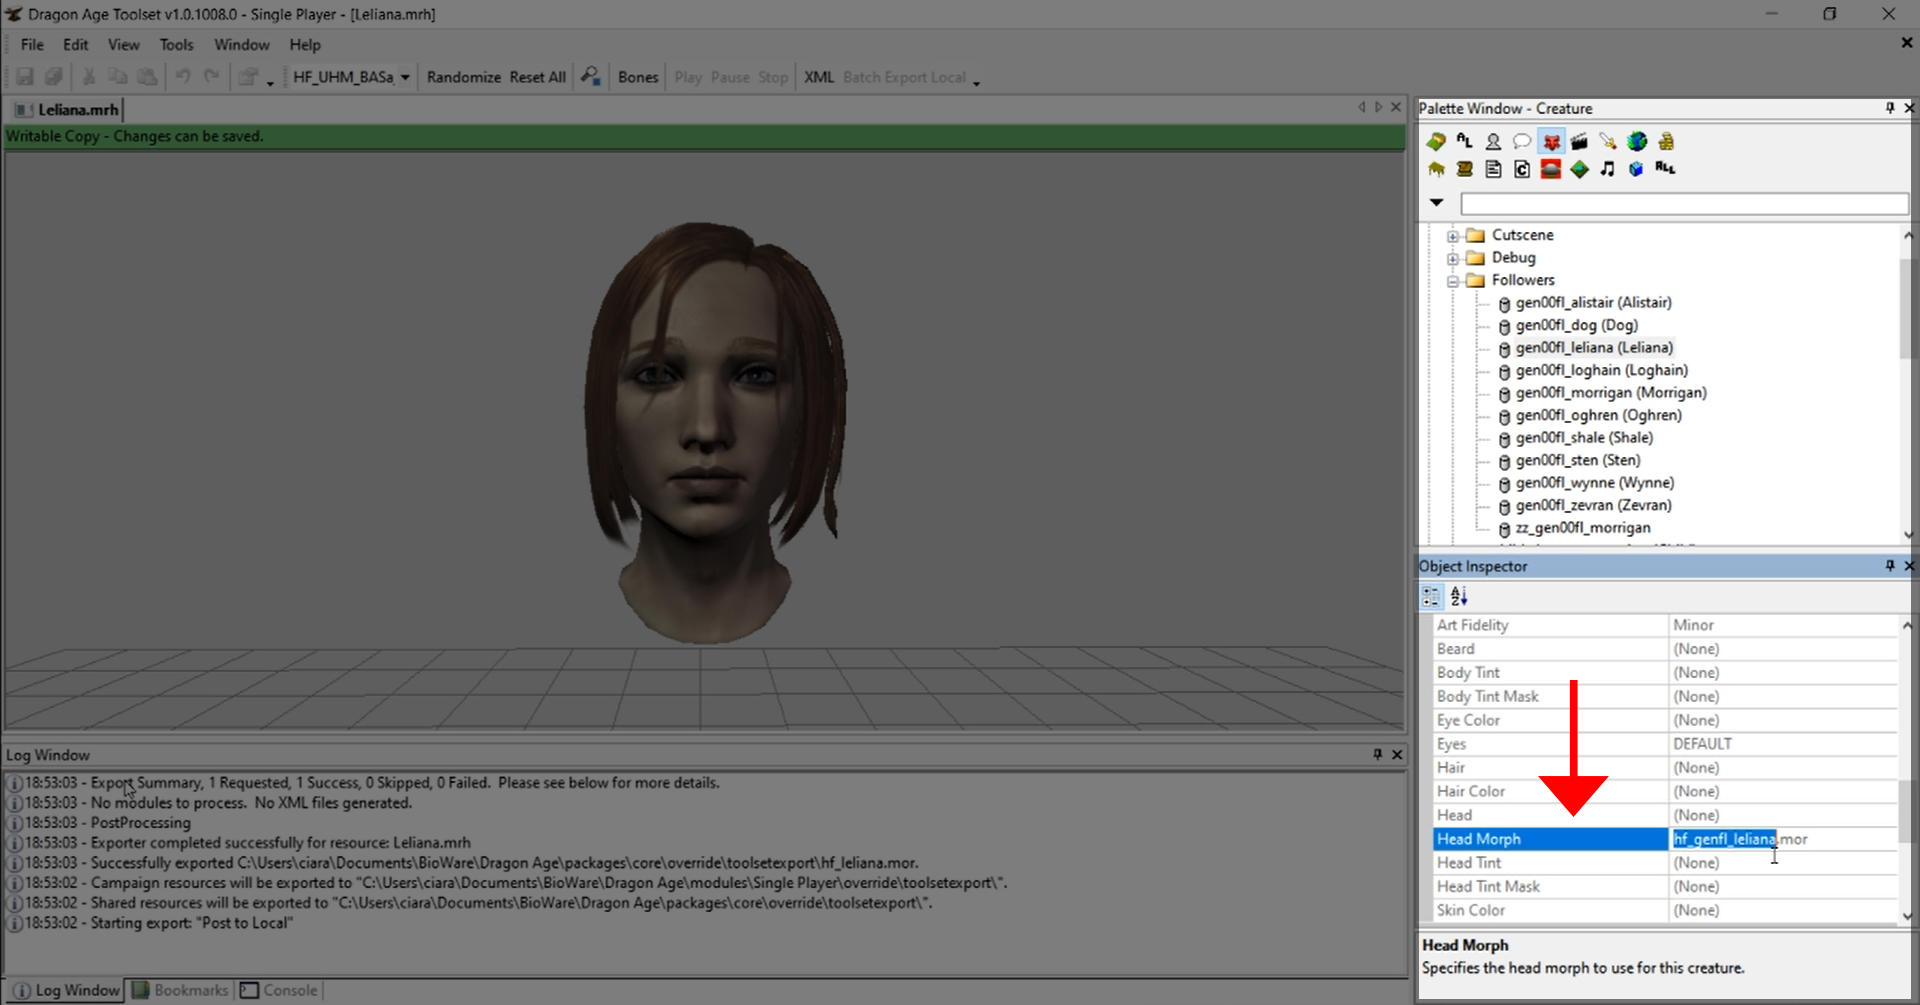 Dragon Age Toolset v1.0.1008.0 - Single Player - [Leliana.mrh]
File Edit View Tools Window Help
HF_UHM_BASa Randomize Reset All Bones Play Pause Stop XML Batch Export Local
Leliana.mrh
Writable Copy - Changes can be saved.
Palette Window - Creature
Cutscene
Debug
Followers
gen00fl_alistair (Alistair)
gen00fl_dog (Dog)
gen00fl_leliana (Leliana)
gen00fl_loghain (Loghain)
gen00fl_morrigan (Morrigan)
gen00fl_oghren (Oghren)
gen00fl_shale (Shale)
gen00fl_sten (Sten)
gen00fl_wynne (Wynne)
gen00fl_zevran (Zevran)
zz_gen00fl_morrigan
Object Inspector
Art Fidelity Minor
Beard (None)
Body Tint (None)
Body Tint Mask (None)
Eye Color (None)
Eyes DEFAULT
Hair (None)
Hair Color (None)
Head (None)
Head Morph hf_genfl_leliana.mor
Head Tint (None)
Head Tint Mask (None)
Skin Color (None)
Head Morph
Specifies the head morph to use for this creature.
Log Window
18:53:03 - Export Summary, 1 Requested, 1 Success, 0 Skipped, 0 Failed. Please see below for more details.
18:53:03 - No modules to process. No XML files generated.
18:53:03 - PostProcessing
18:53:03 - Exporter completed successfully for resource: Leliana.mrh
18:53:03 - Successfully exported C:\Users\ciara\Documents\BioWare\Dragon Age\packages\core\override\toolsetexport\hf_leliana.mor.
18:53:02 - Campaign resources will be exported to "C:\Users\ciara\Documents\BioWare\Dragon Age\modules\Single Player\override\toolsetexport\".
18:53:02 - Shared resources will be exported to "C:\Users\ciara\Documents\BioWare\Dragon Age\packages\core\override\toolsetexport\".
18:53:02 - Starting export: "Post to Local"
Log Window Bookmarks Console